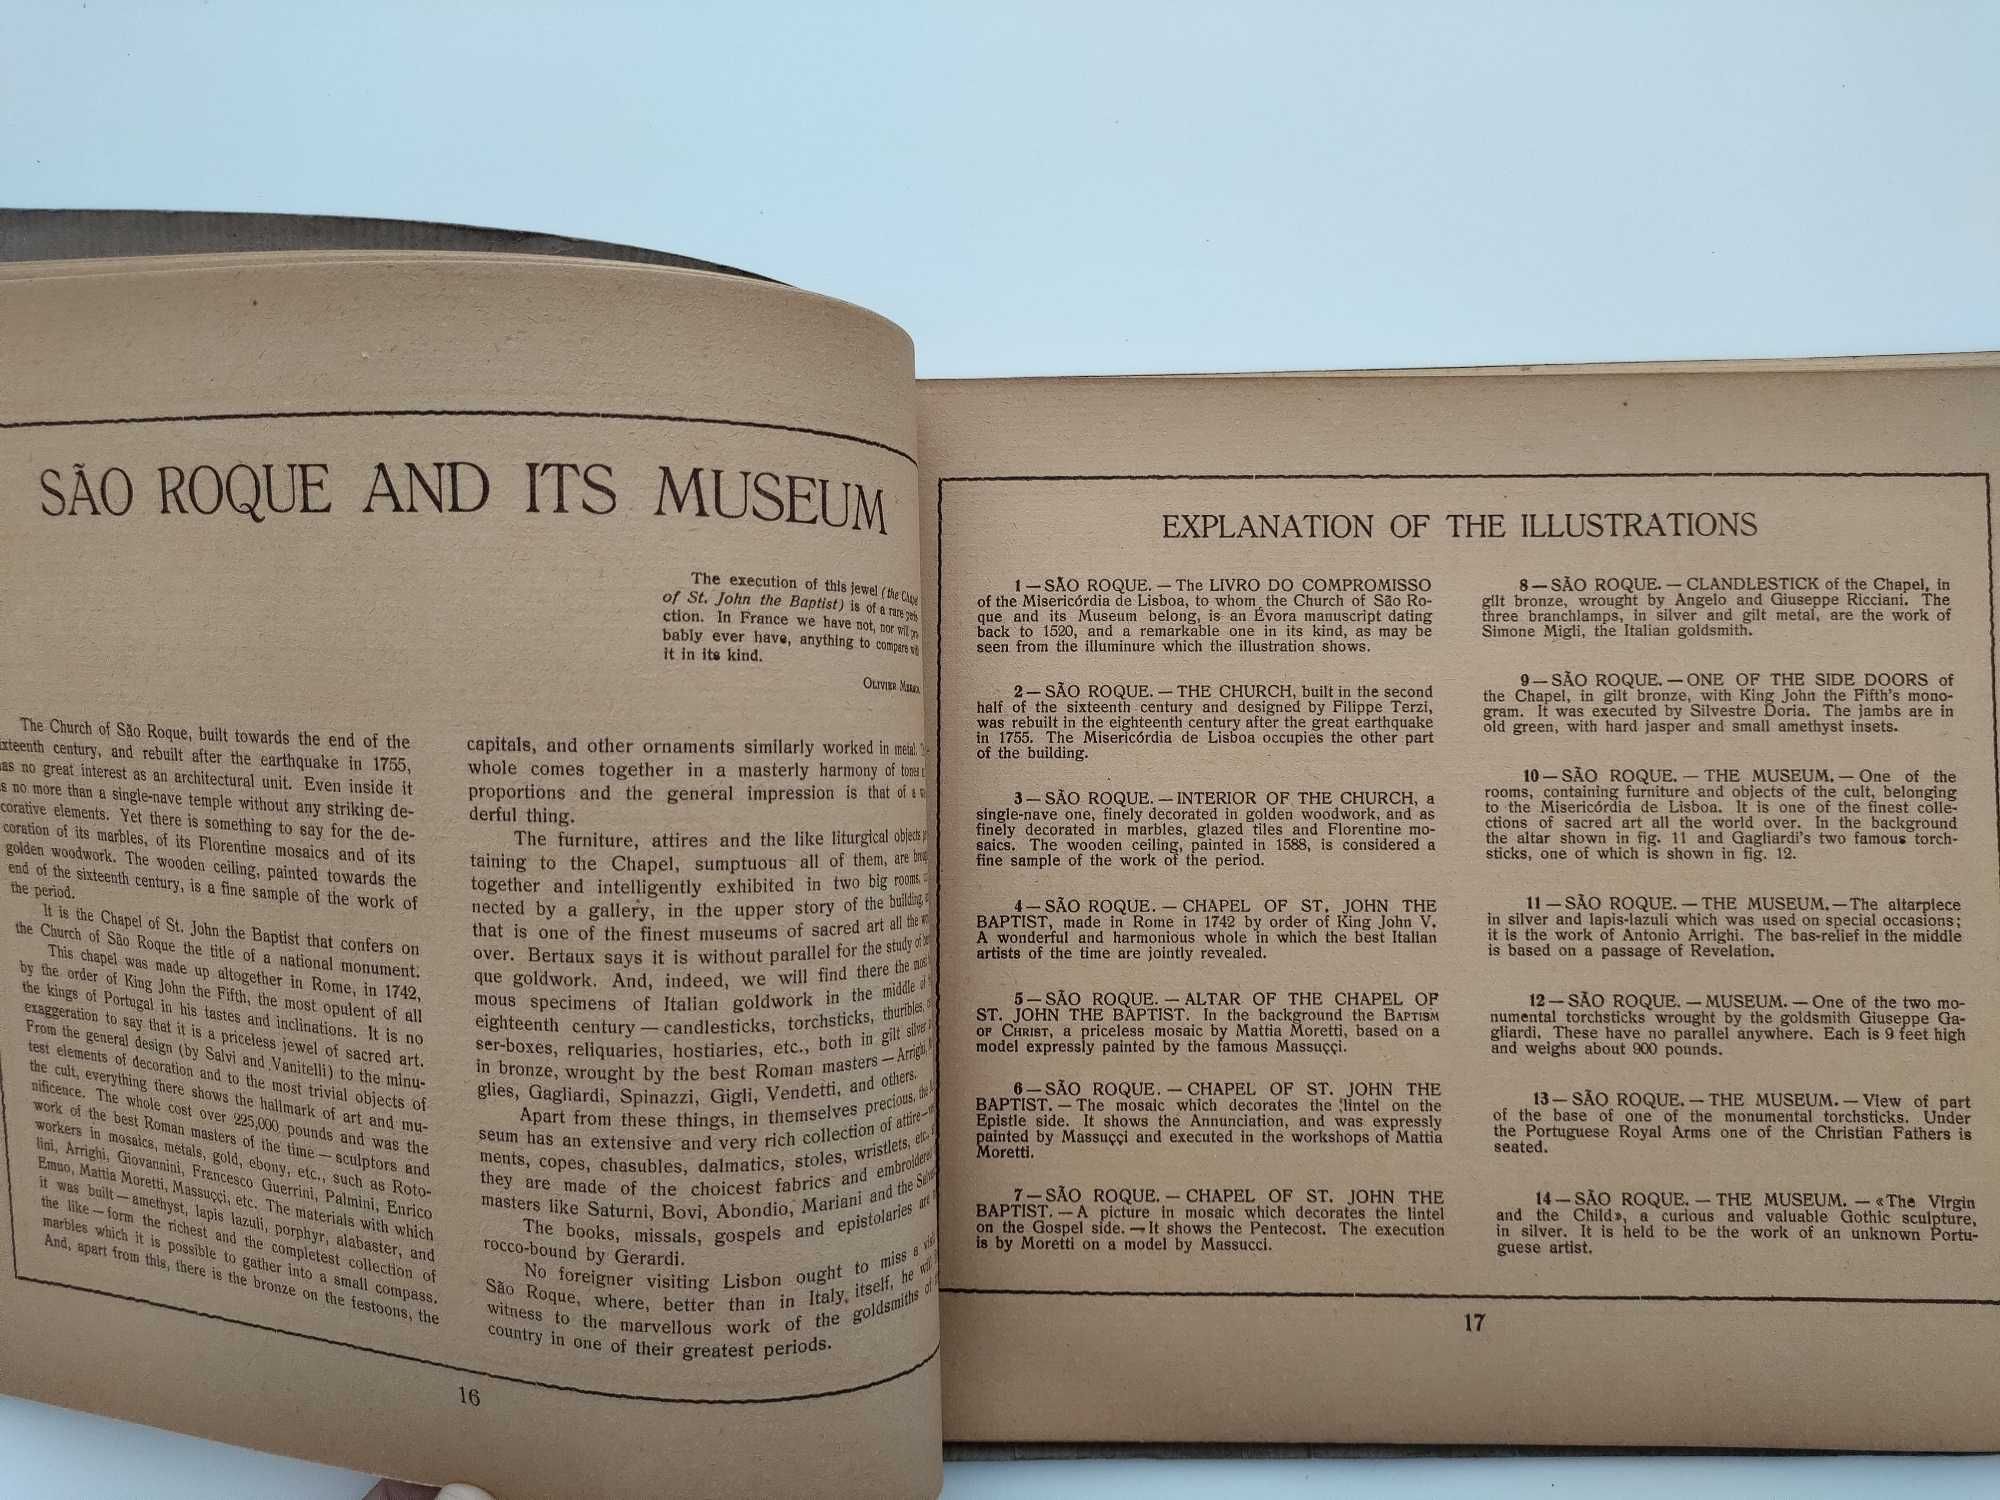 SÃO ROQUE AND ITS MUSEUM
The execution of this jewel (the Chapel
of St. John the Baptist) is of a rare perfe-
ction. In France we have not, nor will pro-
bably ever have, anything to compare with
it in its kind.
OLIVIER
The Church of São Roque, built towards the end of the
sixteenth century, and rebuilt after the earthquake in 1755,
has no great interest as an architectural unit. Even inside it
is no more than a single-nave temple without any striking de-
corative elements. Yet there is something to say for the de-
coration of its marbles, of its Florentine mosaics and of its
golden woodwork. The wooden ceiling, painted towards the
end of the sixteenth century, is a fine sample of the work of
the period.
It is the Chapel of St. John the Baptist that confers on
the Church of São Roque the title of a national monument.
This chapel was made up altogether in Rome, in 1742,
by the order of King John the Fifth, the most opulent of all
the kings of Portugal in his tastes and inclinations. It is no
exaggeration to say that it is a priceless jewel of sacred art.
From the general design (by Salvi and Vanitelli) to the minu-
test elements of decoration and to the most trivial objects of
the cult, everything there shows the hallmark of art and mu-
nificence. The whole cost over 225,000 pounds and was the
work of the best Roman masters of the time — sculptors and
workers in mosaics, metals, gold, ebony, etc., such as Roto-
lini, Arrighi, Giovannini, Francesco Guerrini, Palmini, Enrico
Emuo, Mattia Moretti, Massuçci, etc. The materials with which
it was built — amethyst, lapis lazuli, porphyr, alabaster, and
the like — form the richest and the completest collection of
marbles which it is possible to gather into a small compass.
And, apart from this, there is the bronze on the festoons, the
capitals, and other ornaments similarly worked in metal. The
whole comes together in a masterly harmony of tones
proportions and the general impression is that of a
derful thing.
The furniture, attires and the like liturgical objects
taining to the Chapel, sumptuous all of them, are
together and intelligently exhibited in two big rooms,
nected by a gallery, in the upper story of the building,
that is one of the finest museums of sacred art all the
over. Bertaux says it is without parallel for the study of
que goldwork. And, indeed, we will find there the most
mous specimens of Italian goldwork in the middle of
eighteenth century — candlesticks, torchsticks, thuribles,
ser-boxes, reliquaries, hostiaries, etc., both in gilt silver
in bronze, wrought by the best Roman masters — Arrighi,
glies, Gagliardi, Spinazzi, Gigli, Vendetti, and others.
Apart from these things, in themselves precious, the
seum has an extensive and very rich collection of attire —
ments, copes, chasubles, dalmatics, stoles, wristlets, etc.
they are made of the choicest fabrics and embroidered
masters like Saturni, Bovi, Abondio, Mariani and the
The books, missals, gospels and epistolaries are
rocco-bound by Gerardi.
No foreigner visiting Lisbon ought to miss a visit
São Roque, where, better than in Italy itself, he will
witness to the marvellous work of the goldsmiths of
country in one of their greatest periods.
16
EXPLANATION OF THE ILLUSTRATIONS
1 — SÃO ROQUE. — The LIVRO DO COMPROMISSO
of the Misericórdia de Lisboa, to whom the Church of São Ro-
que and its Museum belong, is an Évora manuscript dating
back to 1520, and a remarkable one in its kind, as may be
seen from the illuminure which the illustration shows.
2 — SÃO ROQUE. — THE CHURCH, built in the second
half of the sixteenth century and designed by Filippe Terzi,
was rebuilt in the eighteenth century after the great earthquake
in 1755. The Misericórdia de Lisboa occupies the other part
of the building.
3 — SÃO ROQUE. — INTERIOR OF THE CHURCH, a
single-nave one, finely decorated in golden woodwork, and as
finely decorated in marbles, glazed tiles and Florentine mo-
saics. The wooden ceiling, painted in 1588, is considered a
fine sample of the work of the period.
4 — SÃO ROQUE. — CHAPEL OF ST. JOHN THE
BAPTIST, made in Rome in 1742 by order of King John V.
A wonderful and harmonious whole in which the best Italian
artists of the time are jointly revealed.
5 — SÃO ROQUE. — ALTAR OF THE CHAPEL OF
ST. JOHN THE BAPTIST. In the background the BAPTISM
OF CHRIST, a priceless mosaic by Mattia Moretti, based on a
model expressly painted by the famous Massuçci.
6 — SÃO ROQUE. — CHAPEL OF ST. JOHN THE
BAPTIST. — The mosaic which decorates the lintel on the
Epistle side. It shows the Annunciation, and was expressly
painted by Massuçci and executed in the workshops of Mattia
Moretti.
7 — SÃO ROQUE. — CHAPEL OF ST. JOHN THE
BAPTIST. — A picture in mosaic which decorates the lintel
on the Gospel side. — It shows the Pentecost. The execution
is by Moretti on a model by Massucci.
8 — SÃO ROQUE. — CLANDLESTICK of the Chapel, in
gilt bronze, wrought by Angelo and Giuseppe Ricciani. The
three branchlamps, in silver and gilt metal, are the work of
Simone Migli, the Italian goldsmith.
9 — SÃO ROQUE. — ONE OF THE SIDE DOORS of
the Chapel, in gilt bronze, with King John the Fifth's mono-
gram. It was executed by Silvestre Doria. The jambs are in
old green, with hard jasper and small amethyst insets.
10 — SÃO ROQUE. — THE MUSEUM. — One of the
rooms, containing furniture and objects of the cult, belonging
to the Misericórdia de Lisboa. It is one of the finest colle-
ctions of sacred art all the world over. In the background
the altar shown in fig. 11 and Gagliardi's two famous torch-
sticks, one of which is shown in fig. 12.
11 — SÃO ROQUE. — THE MUSEUM. — The altarpiece
in silver and lapis-lazuli which was used on special occasions;
it is the work of Antonio Arrighi. The bas-relief in the middle
is based on a passage of Revelation.
12 — SÃO ROQUE. — MUSEUM. — One of the two mo-
numental torchsticks wrought by the goldsmith Giuseppe Ga-
gliardi. These have no parallel anywhere. Each is 9 feet high
and weighs about 900 pounds.
13 — SÃO ROQUE. — THE MUSEUM. — View of part
of the base of one of the monumental torchsticks. Under
the Portuguese Royal Arms one of the Christian Fathers is
seated.
14 — SÃO ROQUE. — THE MUSEUM. — «The Virgin
and the Child», a curious and valuable Gothic sculpture,
in silver. It is held to be the work of an unknown Portu-
guese artist.
17